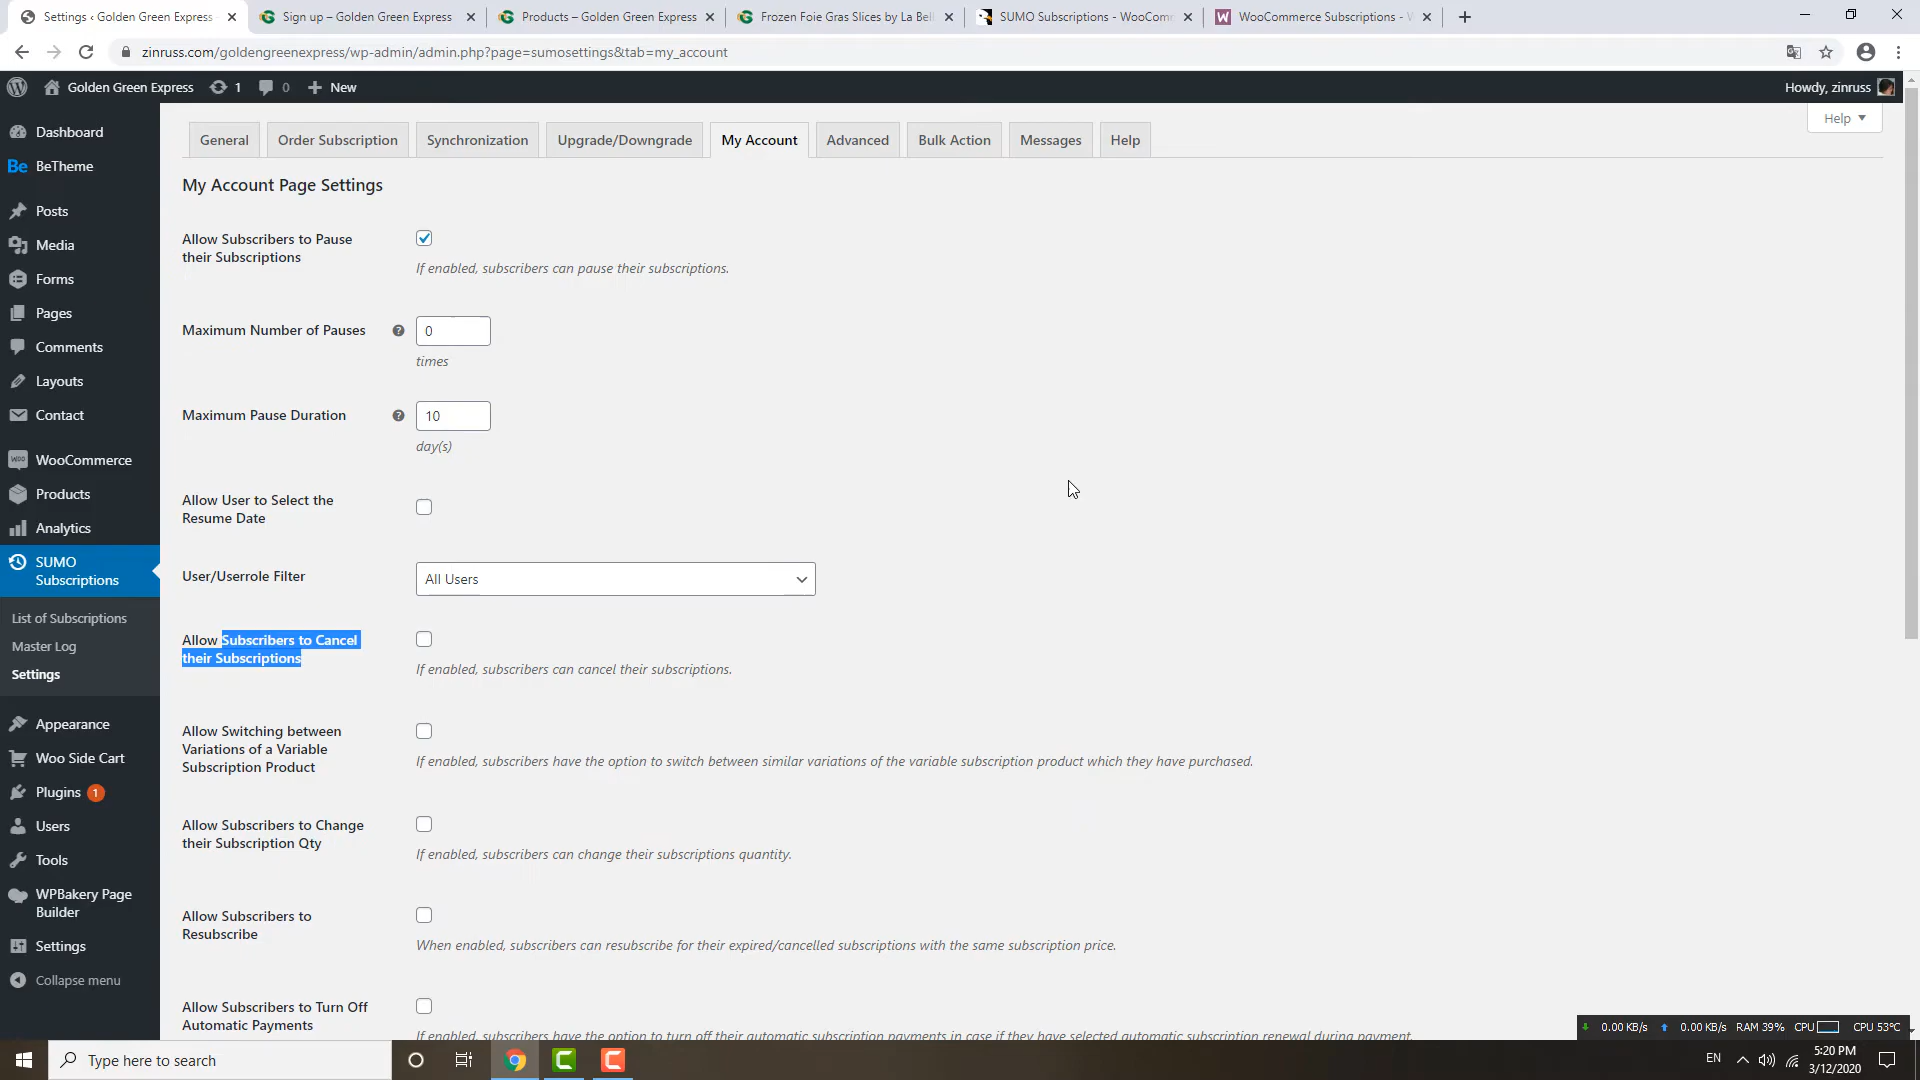 Settings ‹ Golden Green Express
Sign up – Golden Green Express
Products – Golden Green Express
Frozen Foie Gras Slices by La Bel
SUMO Subscriptions - WooComm
WooCommerce Subscriptions - W
zinruss.com/goldengreenexpress/wp-admin/admin.php?page=sumosettings&tab=my_account
Golden Green Express
1
0
New
Howdy, zinruss
Help
Dashboard
BeTheme
Posts
Media
Forms
Pages
Comments
Layouts
Contact
WooCommerce
Products
Analytics
SUMO
Subscriptions
List of Subscriptions
Master Log
Settings
Appearance
Woo Side Cart
Plugins 1
Users
Tools
WPBakery Page
Builder
Settings
Collapse menu
General
Order Subscription
Synchronization
Upgrade/Downgrade
My Account
Advanced
Bulk Action
Messages
Help
My Account Page Settings
Allow Subscribers to Pause
their Subscriptions
If enabled, subscribers can pause their subscriptions.
Maximum Number of Pauses
0
times
Maximum Pause Duration
10
day(s)
Allow User to Select the
Resume Date
User/Userrole Filter
All Users
Allow Subscribers to Cancel
their Subscriptions
If enabled, subscribers can cancel their subscriptions.
Allow Switching between
Variations of a Variable
Subscription Product
If enabled, subscribers have the option to switch between similar variations of the variable subscription product which they have purchased.
Allow Subscribers to Change
their Subscription Qty
If enabled, subscribers can change their subscriptions quantity.
Allow Subscribers to
Resubscribe
When enabled, subscribers can resubscribe for their expired/cancelled subscriptions with the same subscription price.
Allow Subscribers to Turn Off
Automatic Payments
If enabled, subscribers have the option to turn off their automatic subscription payments in case if they have selected automatic subscription renewal during payment.
0.00 KB/s
0.00 KB/s
RAM 39%
CPU
CPU 53°C
Type here to search
EN
5:20 PM
3/12/2020